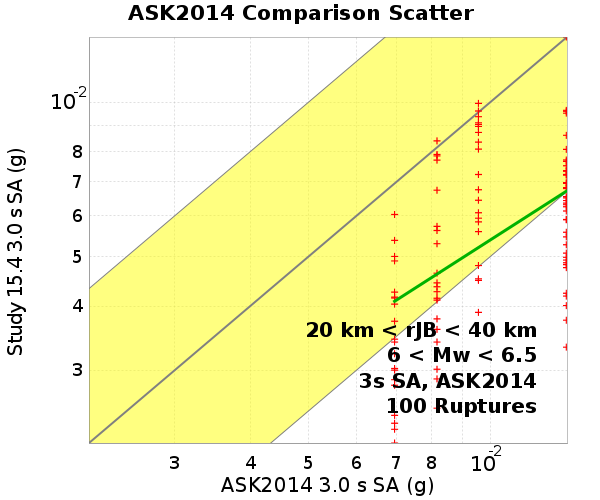 ASK2014 Comparison Scatter
Study 15.4 3.0 s SA (g)
10-2
8
7
6
5
4
3
20 km < rJB < 40 km
6 < Mw < 6.5
3s SA, ASK2014
100 Ruptures
3 4 5 6 7 8 10-2
ASK2014 3.0 s SA (g)